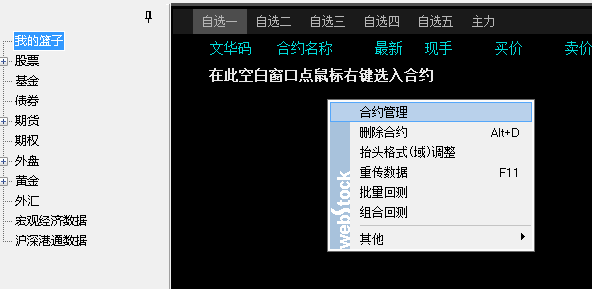 自选一 自选二 自选三 自选四 自选五 主力
文华码 合约名称 最新 现手 买价 卖价
在此空白窗口点鼠标右键选入合约
我的篮子
股票
基金
债券
期货
期权
外盘
黄金
外汇
宏观经济数据
沪深港通数据
合约管理
删除合约 Alt+D
抬头格式(域)调整
重传数据 F11
批量回测
组合回测
其他
webstock